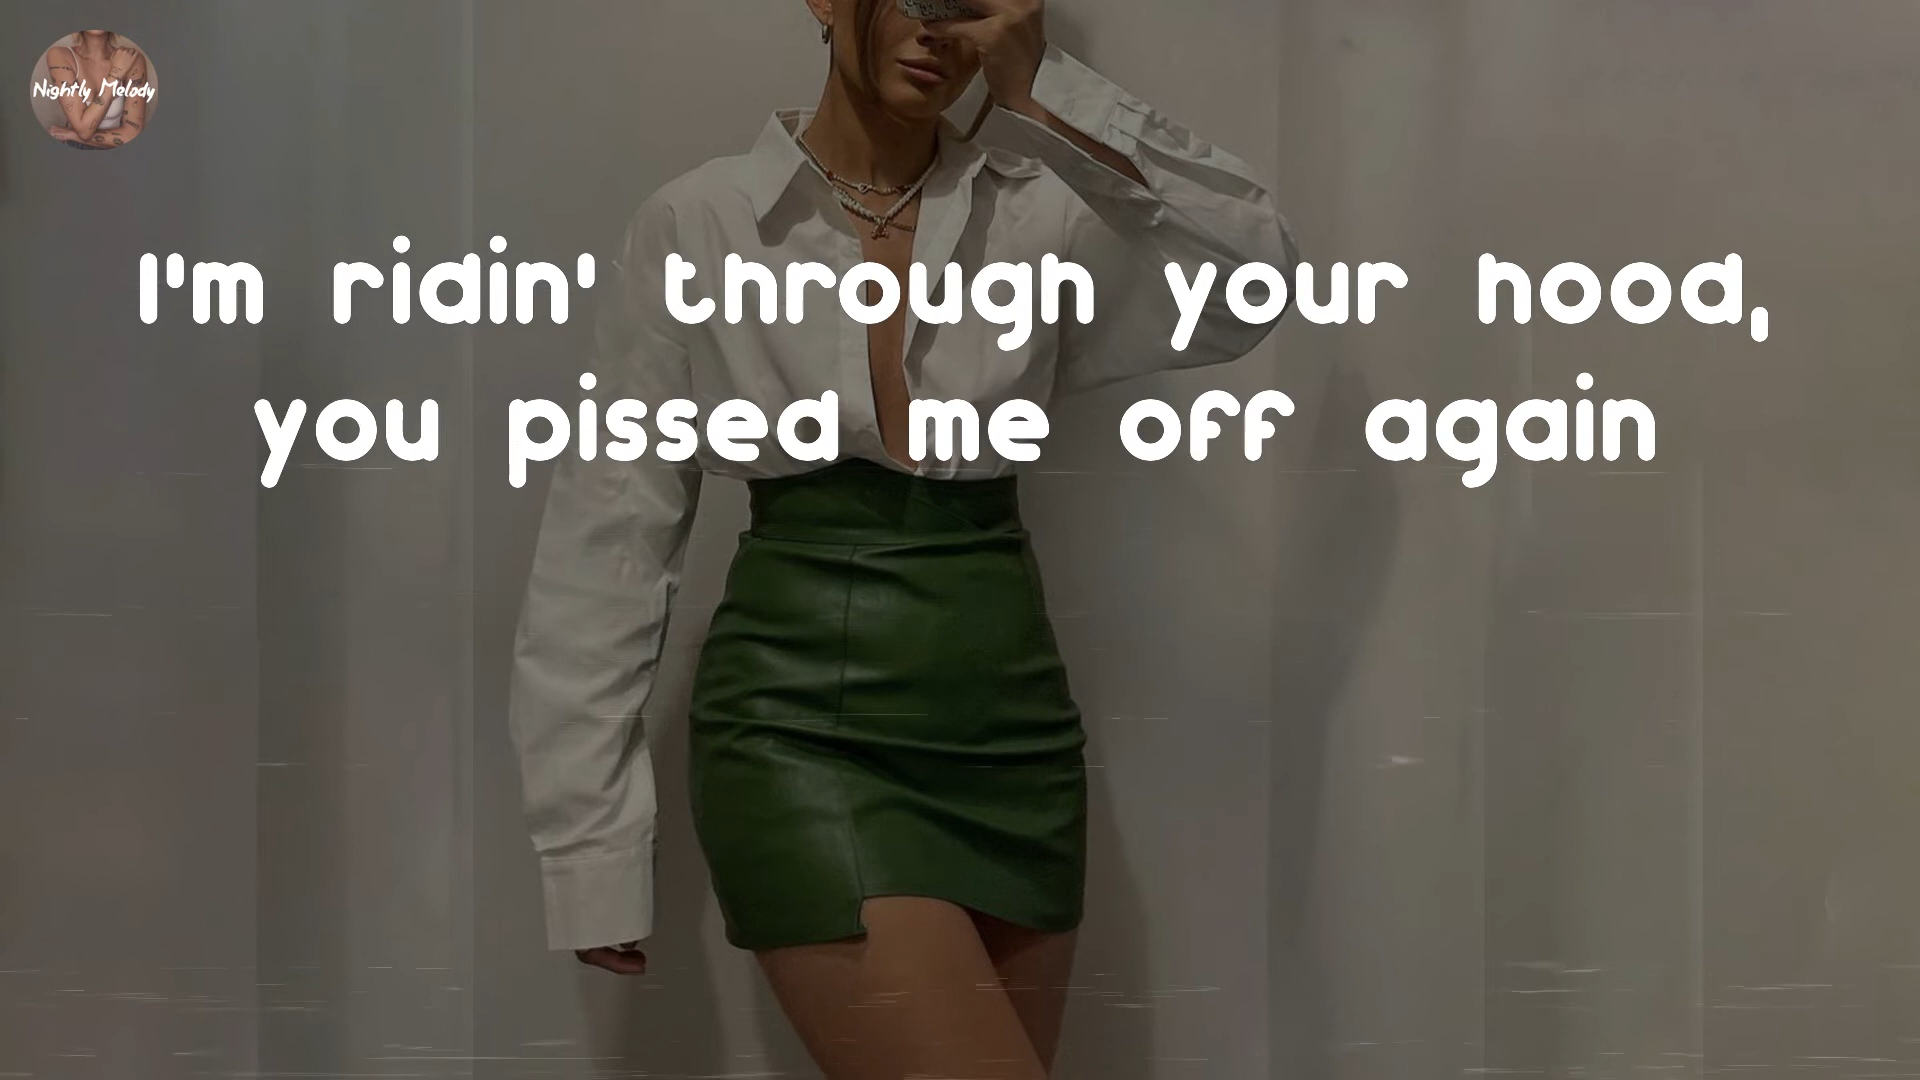 Nightly Melody
I'm ridin' through your hood,
you pissed me off again